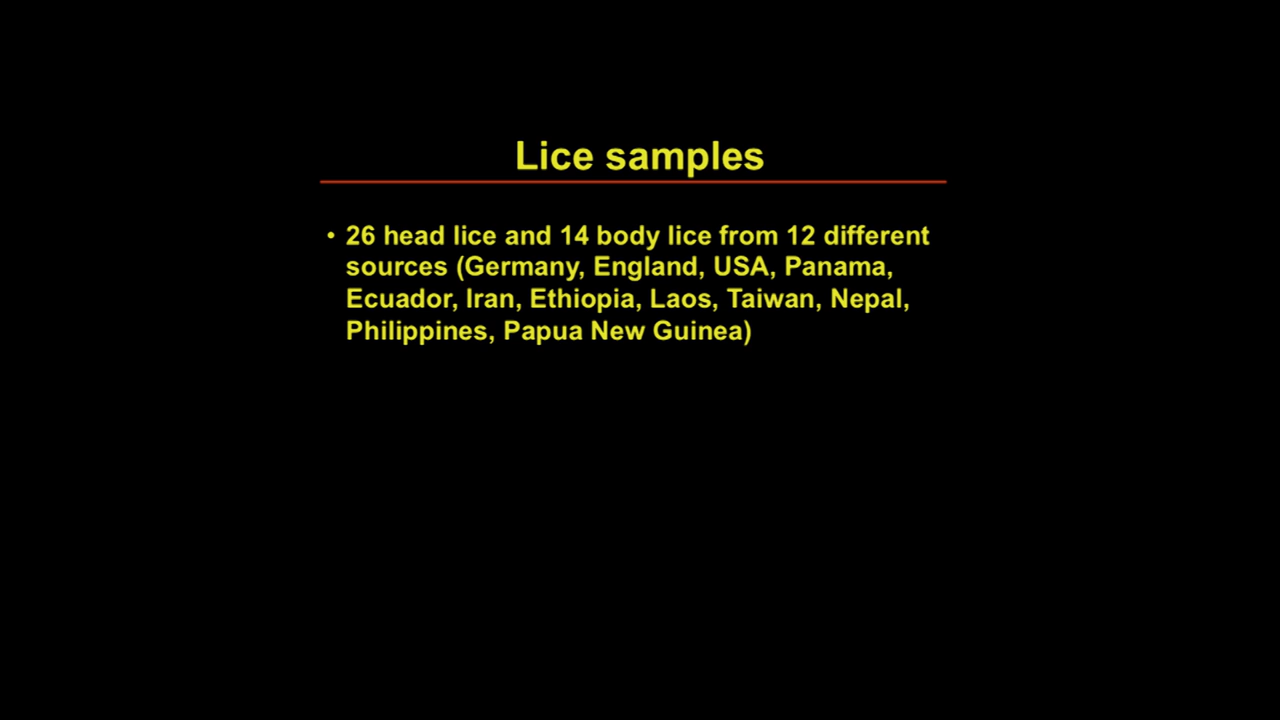 Lice samples
• 26 head lice and 14 body lice from 12 different
sources (Germany, England, USA, Panama,
Ecuador, Iran, Ethiopia, Laos, Taiwan, Nepal,
Philippines, Papua New Guinea)